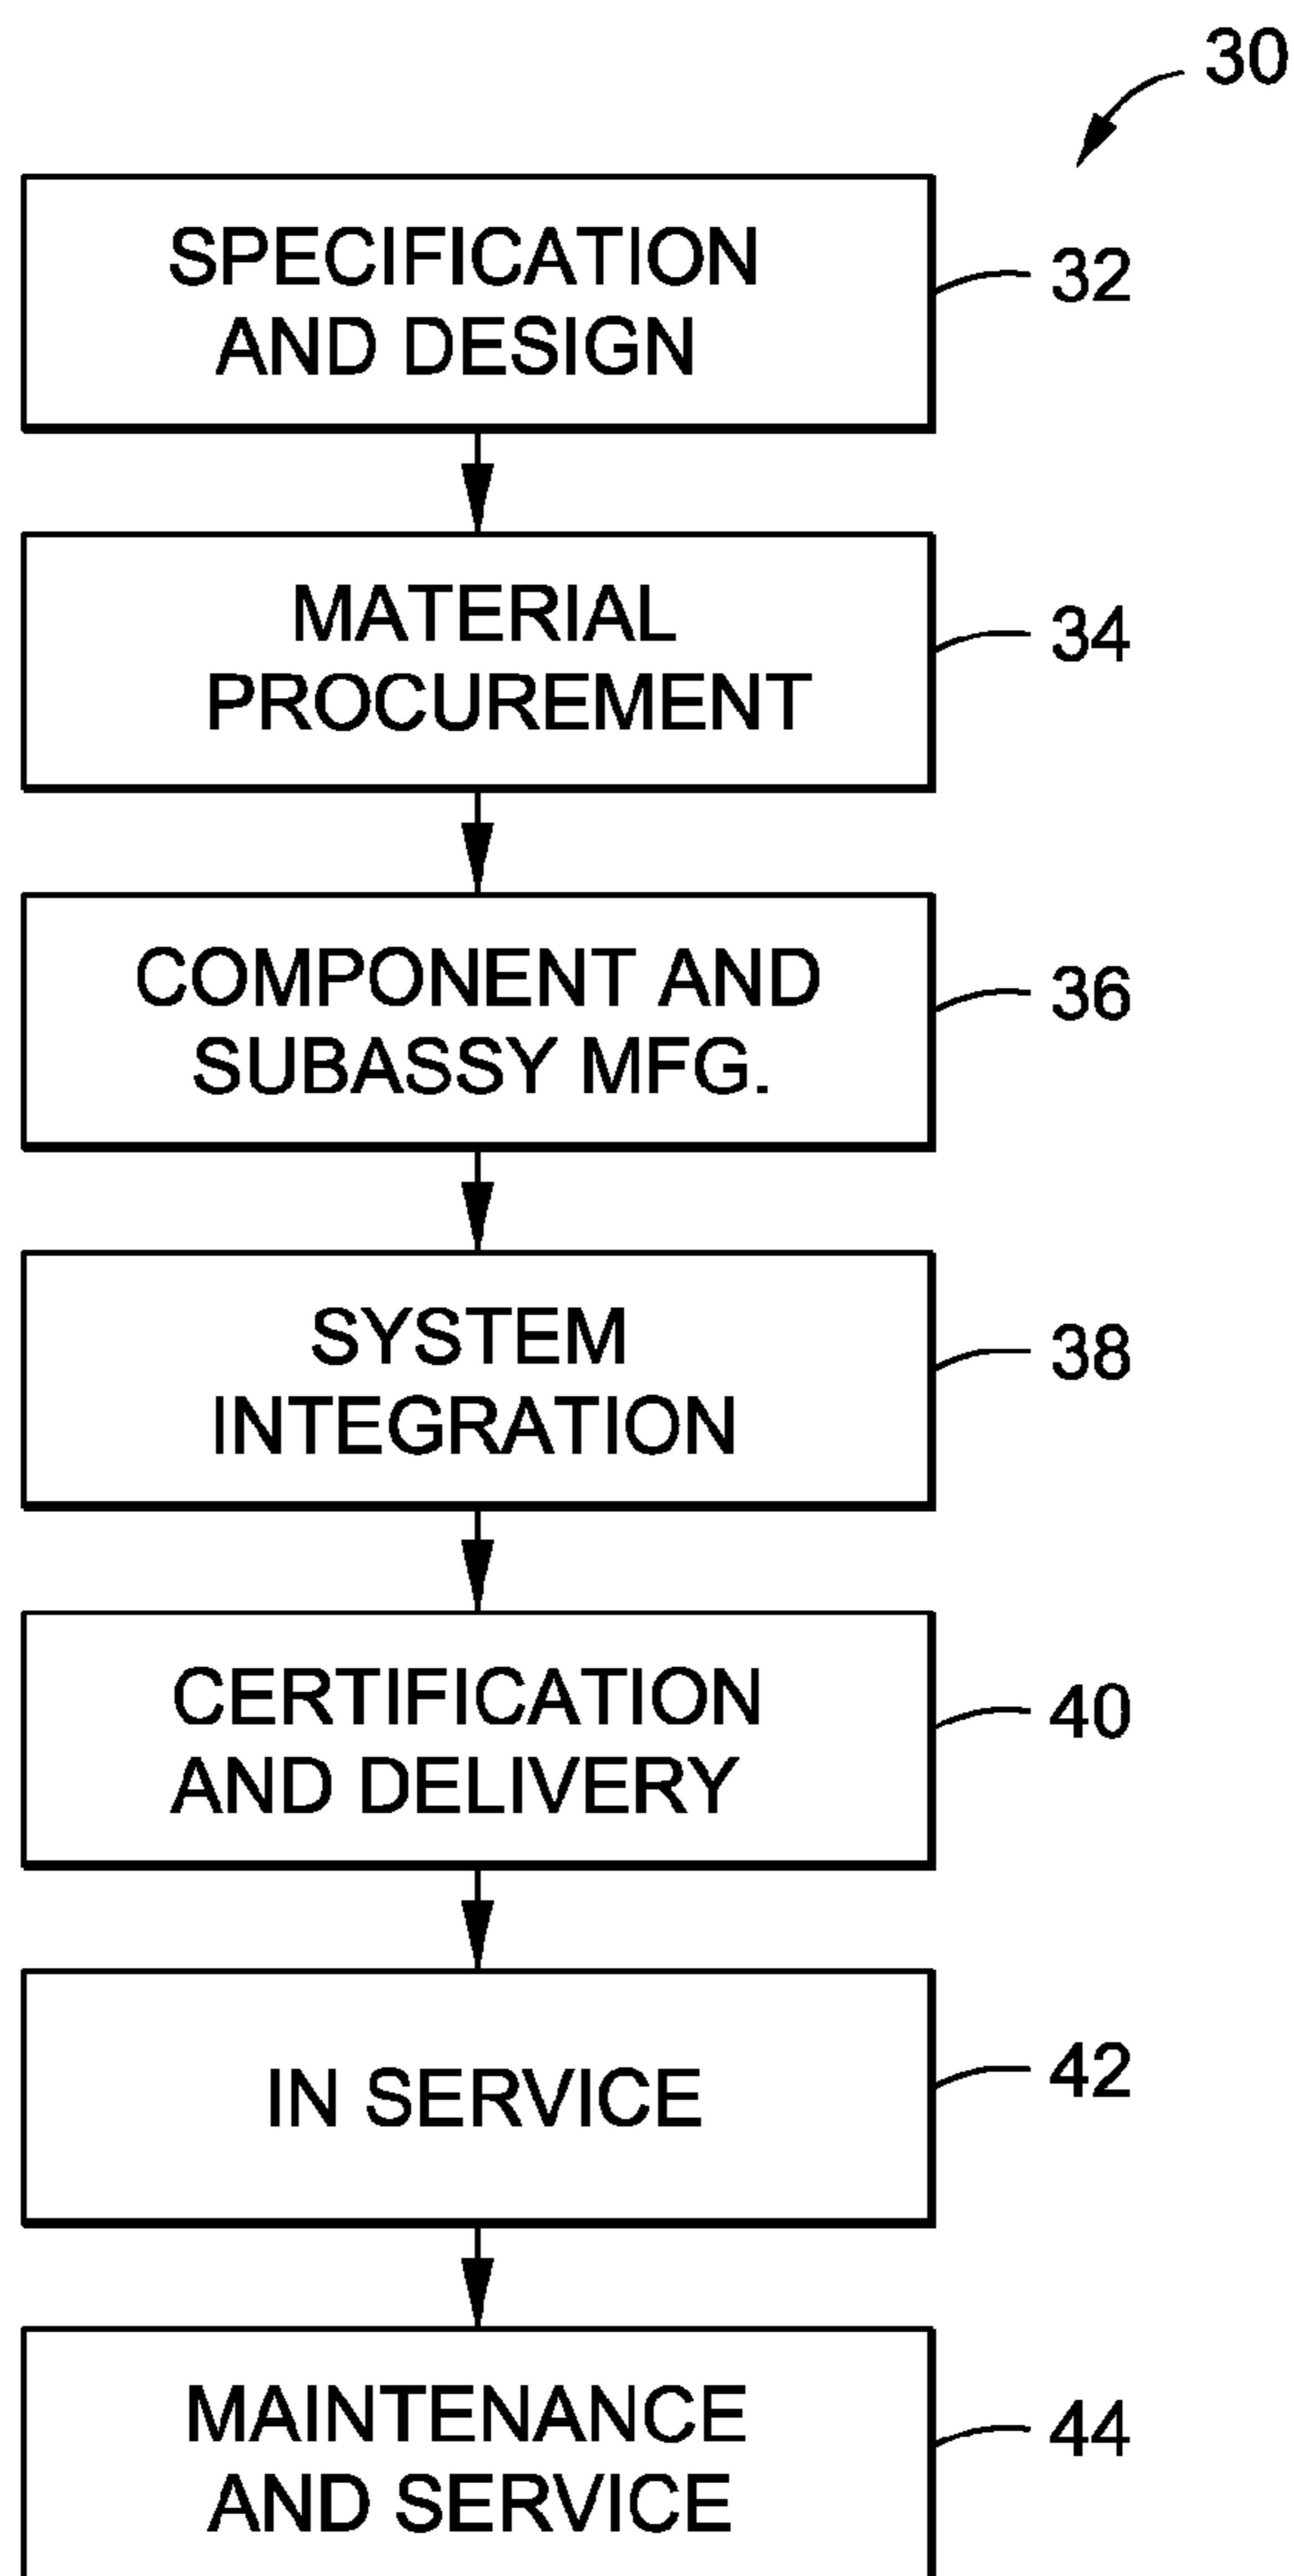 30
SPECIFICATION
AND DESIGN
32
MATERIAL
PROCUREMENT
34
COMPONENT AND
SUBASSY MFG.
36
SYSTEM
INTEGRATION
38
CERTIFICATION
AND DELIVERY
40
IN SERVICE
42
MAINTENANCE
AND SERVICE
44